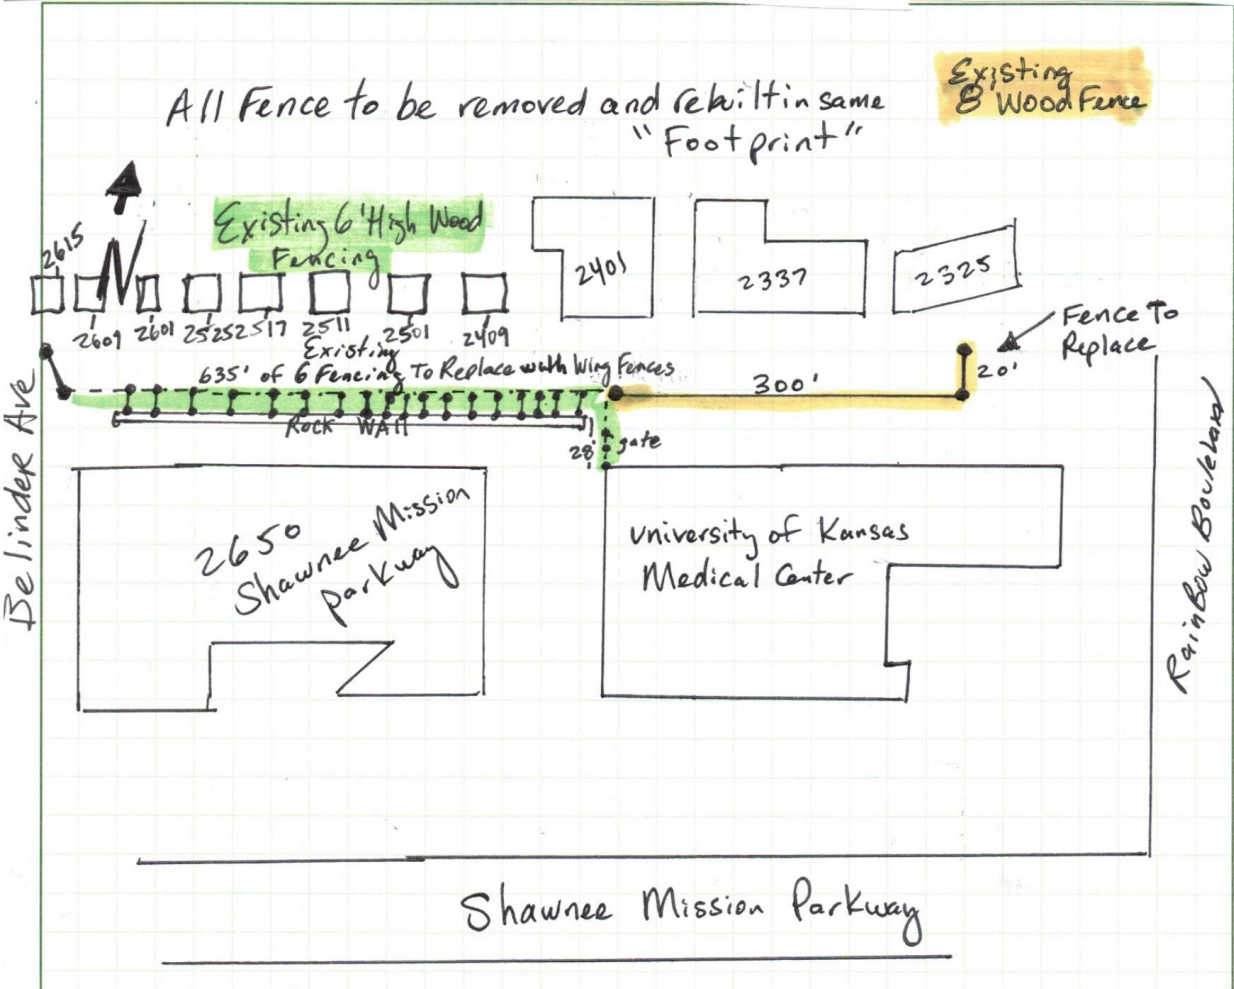 All Fence to be removed and rebuilt in same
"Footprint"
Existing
8 Wood Fence
Existing 6' High Wood
Fencing
N
2615
2609
2601
2525
2517
2511
2501
2409
2401
2337
2325
Fence To
Replace
Existing
635' of 6 Fencing To Replace with Wing Fences
300'
20'
Rock Wall
28'
gate
Belinder Ave
2650
Shawnee Mission
parkway
University of Kansas
Medical Center
RainBow Boulevard
Shawnee Mission Parkway